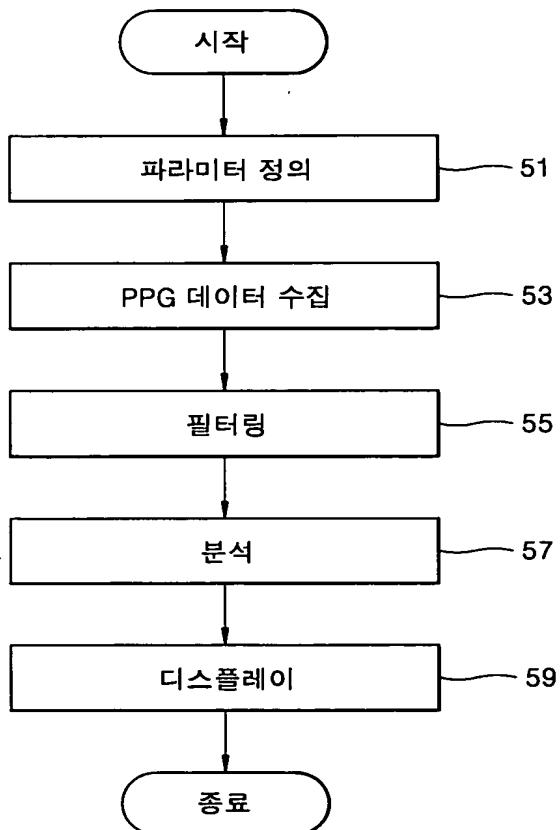 시작
파라미터 정의 51
PPG 데이터 수집 53
필터링 55
분석 57
디스플레이 59
종료